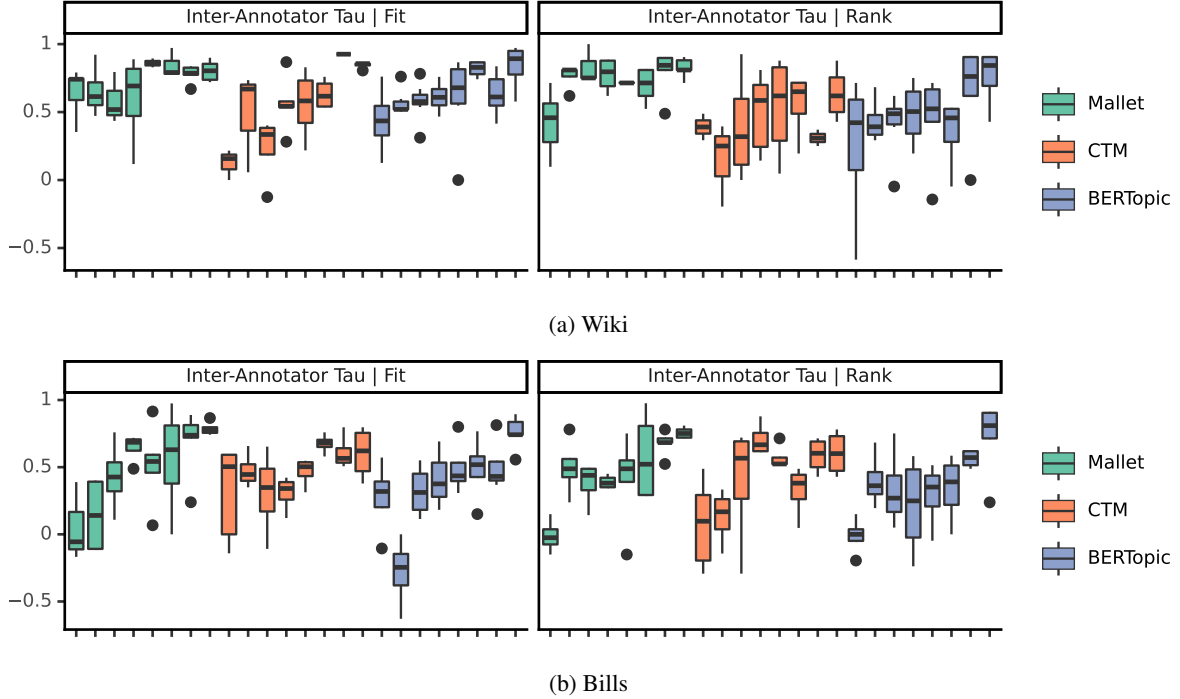 Inter-Annotator Tau | Fit
Inter-Annotator Tau | Rank
1
0.5
0
−0.5
Mallet
CTM
BERTopic
(a) Wiki
Inter-Annotator Tau | Fit
Inter-Annotator Tau | Rank
1
0.5
0
−0.5
Mallet
CTM
BERTopic
(b) Bills